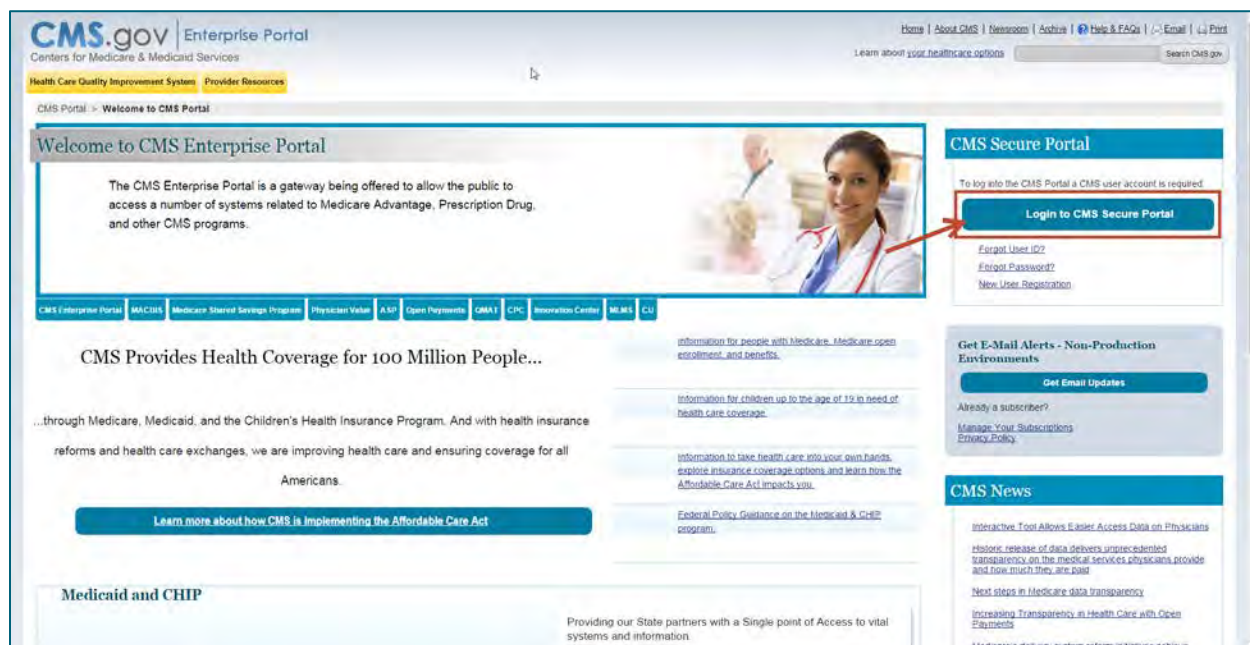 CMS.gov Enterprise Portal
Centers for Medicare & Medicaid Services
Home | About CMS | Newsroom | Archive | Help & FAQs | Email | Print
Learn about your healthcare options
Search CMS.gov
Health Care Quality Improvement System Provider Resources
CMS Portal > Welcome to CMS Portal
Welcome to CMS Enterprise Portal
The CMS Enterprise Portal is a gateway being offered to allow the public to
access a number of systems related to Medicare Advantage, Prescription Drug,
and other CMS programs.
CMS Secure Portal
To log into the CMS Portal a CMS user account is required.
Login to CMS Secure Portal
Forgot User ID?
Forgot Password?
New User Registration
CMS Enterprise Portal MACBIS Medicare Shared Savings Program Physician Value ASP Open Payments QMAT CPC Innovation Center MLMS CU
CMS Provides Health Coverage for 100 Million People...
...through Medicare, Medicaid, and the Children's Health Insurance Program. And with health insurance
reforms and health care exchanges, we are improving health care and ensuring coverage for all
Americans.
Learn more about how CMS is implementing the Affordable Care Act
Information for people with Medicare, Medicare open
enrollment, and benefits.
Information for children up to the age of 19 in need of
health care coverage.
Information to take health care into your own hands,
explore insurance coverage options and learn how the
Affordable Care Act impacts you.
Federal Policy Guidance on the Medicaid & CHIP
program.
Get E-Mail Alerts - Non-Production
Environments
Get Email Updates
Already a subscriber?
Manage Your Subscriptions
Privacy Policy
CMS News
Interactive Tool Allows Easier Access Data on Physicians
Historic release of data delivers unprecedented
transparency on the medical services physicians provide
and how much they are paid
Next steps in Medicare data transparency
Increasing Transparency in Health Care with Open
Payments
Medicaid and CHIP
Providing our State partners with a Single point of Access to vital
systems and information